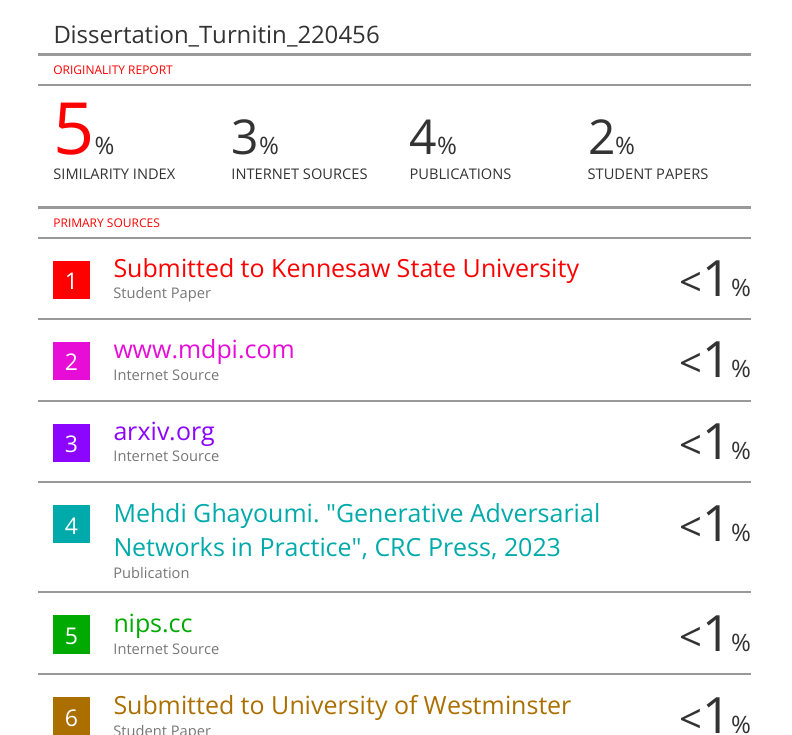 Dissertation_Turnitin_220456
ORIGINALITY REPORT
5%
3%
4%
2%
SIMILARITY INDEX
INTERNET SOURCES
PUBLICATIONS
STUDENT PAPERS
PRIMARY SOURCES
1
Submitted to Kennesaw State University
Student Paper
<1%
2
www.mdpi.com
Internet Source
<1%
3
arxiv.org
Internet Source
<1%
4
Mehdi Ghayoumi. "Generative Adversarial
Networks in Practice", CRC Press, 2023
Publication
<1%
5
nips.cc
Internet Source
<1%
6
Submitted to University of Westminster
Student Paper
<1%